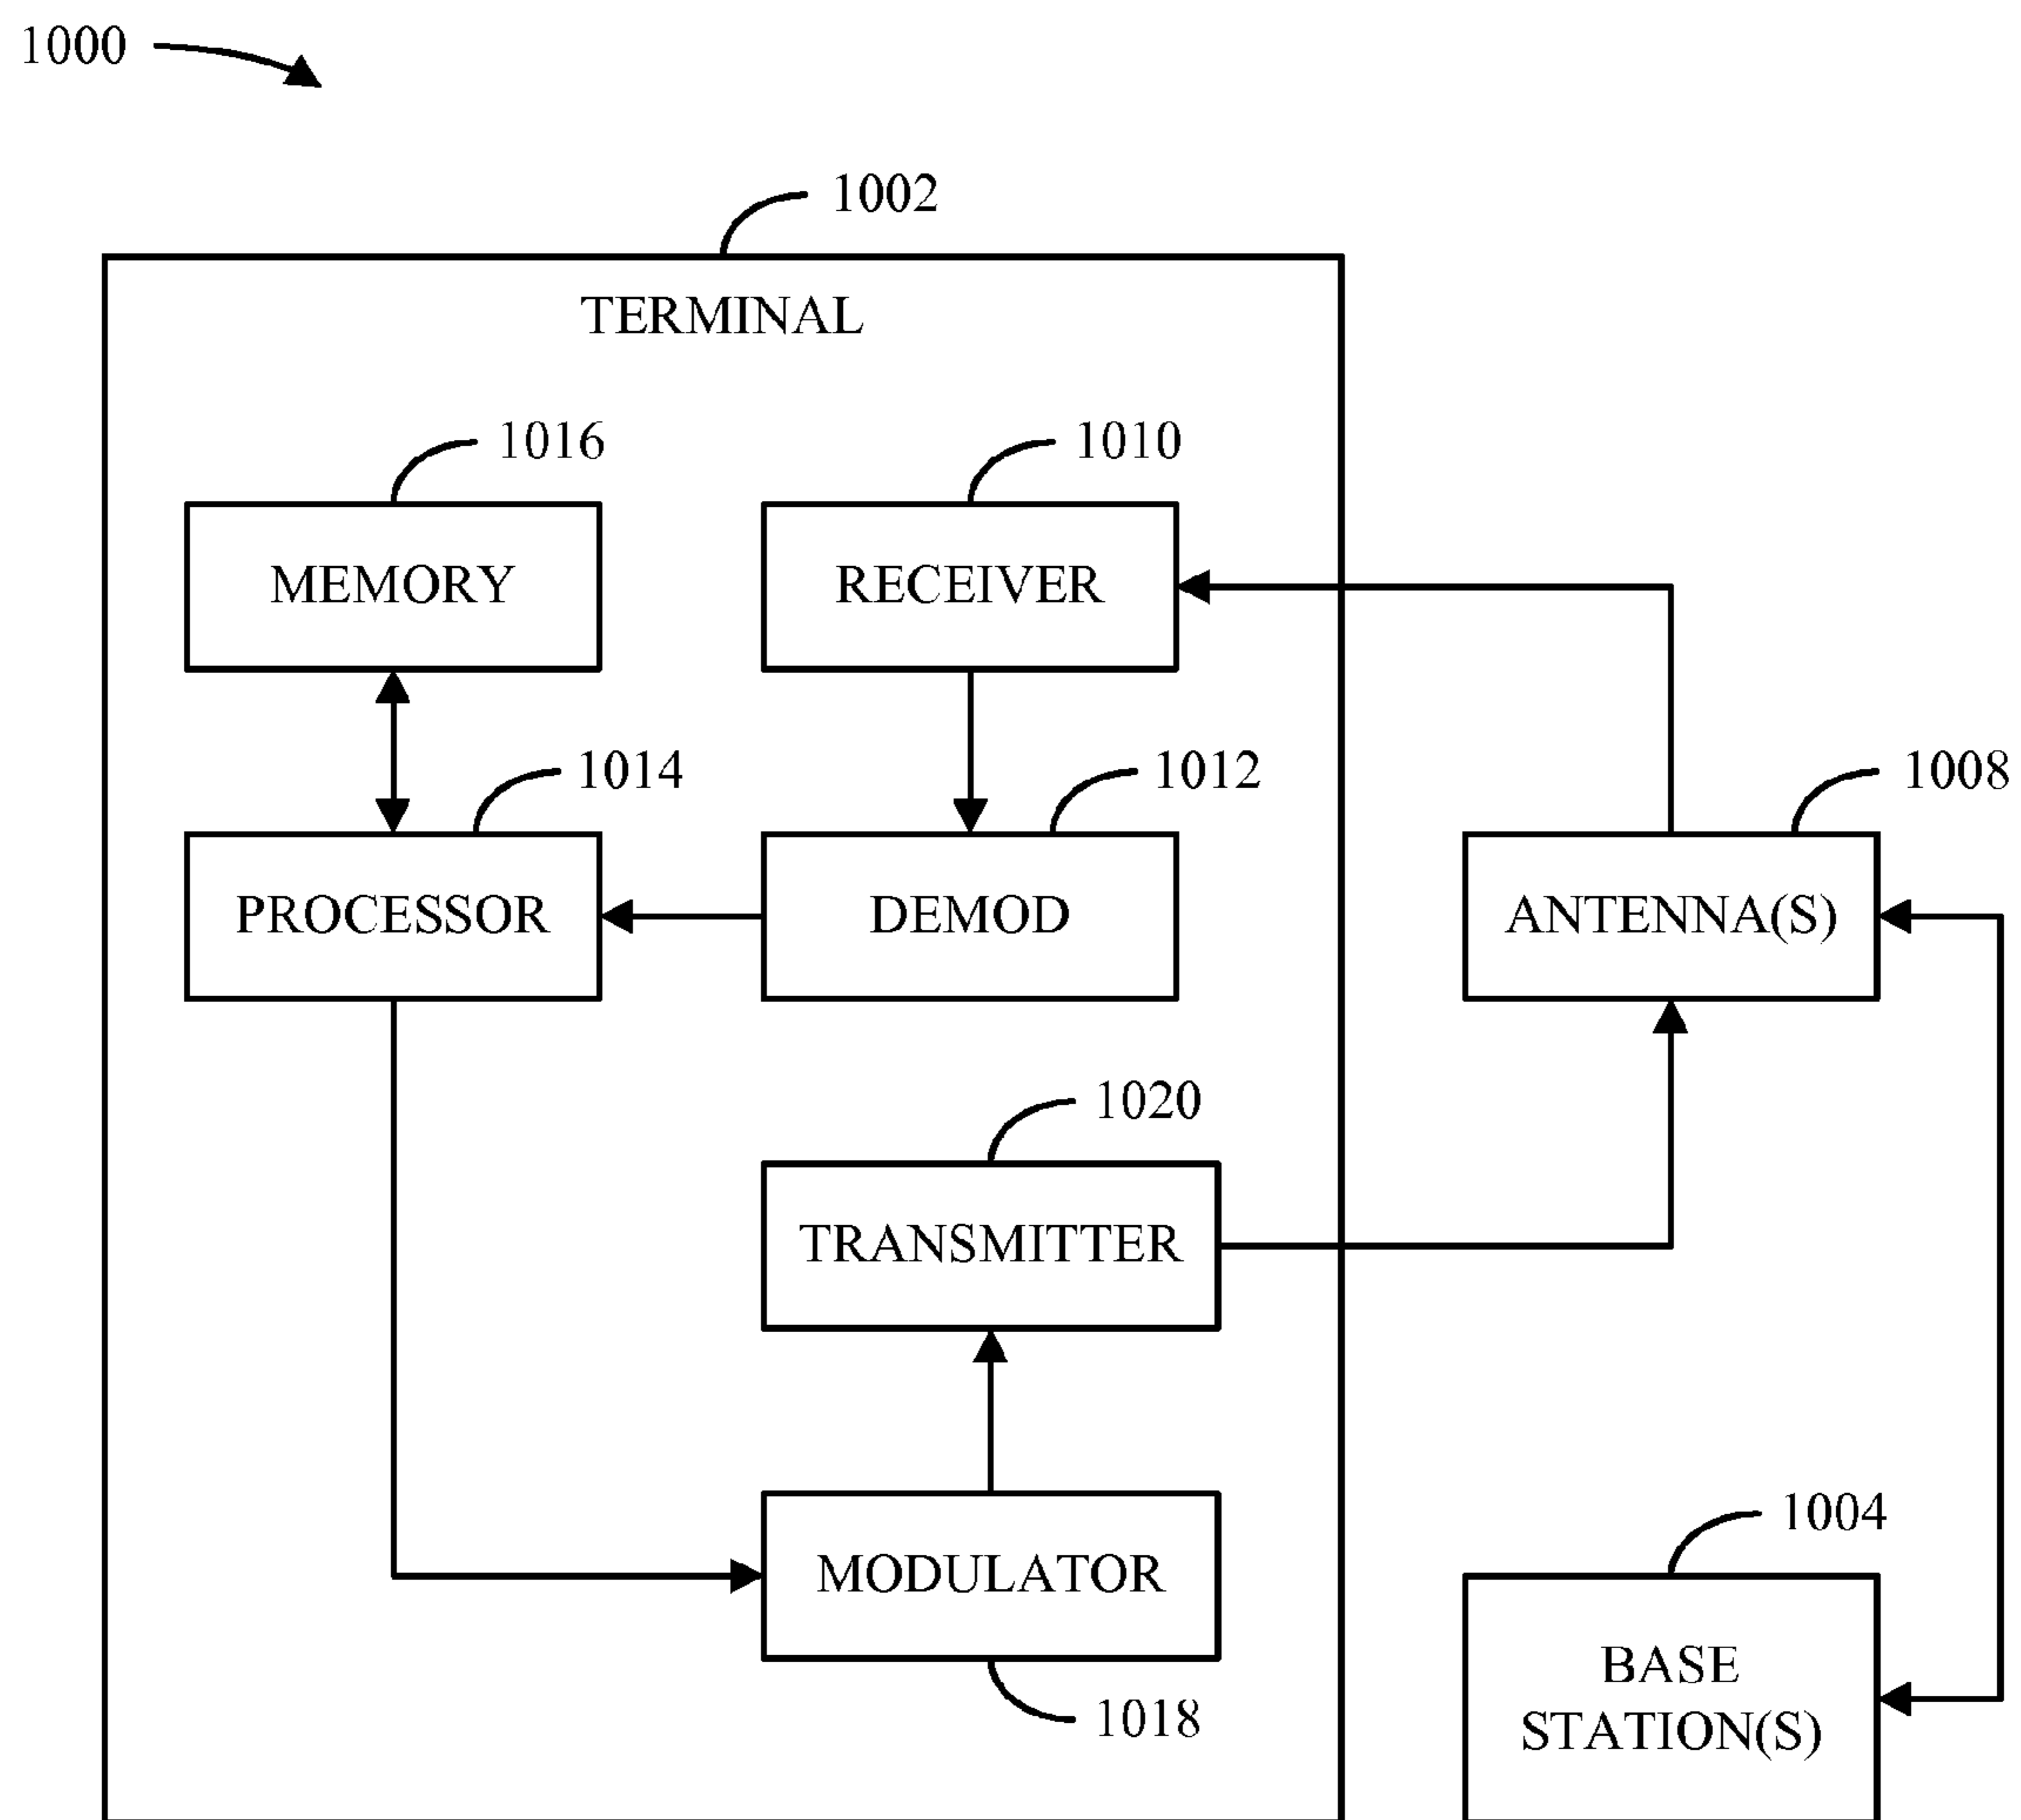 1000
1002
TERMINAL
1016
1010
MEMORY
RECEIVER
1014
1012
1008
PROCESSOR
DEMOD
ANTENNA(S)
1020
TRANSMITTER
1004
MODULATOR
BASE
STATION(S)
1018